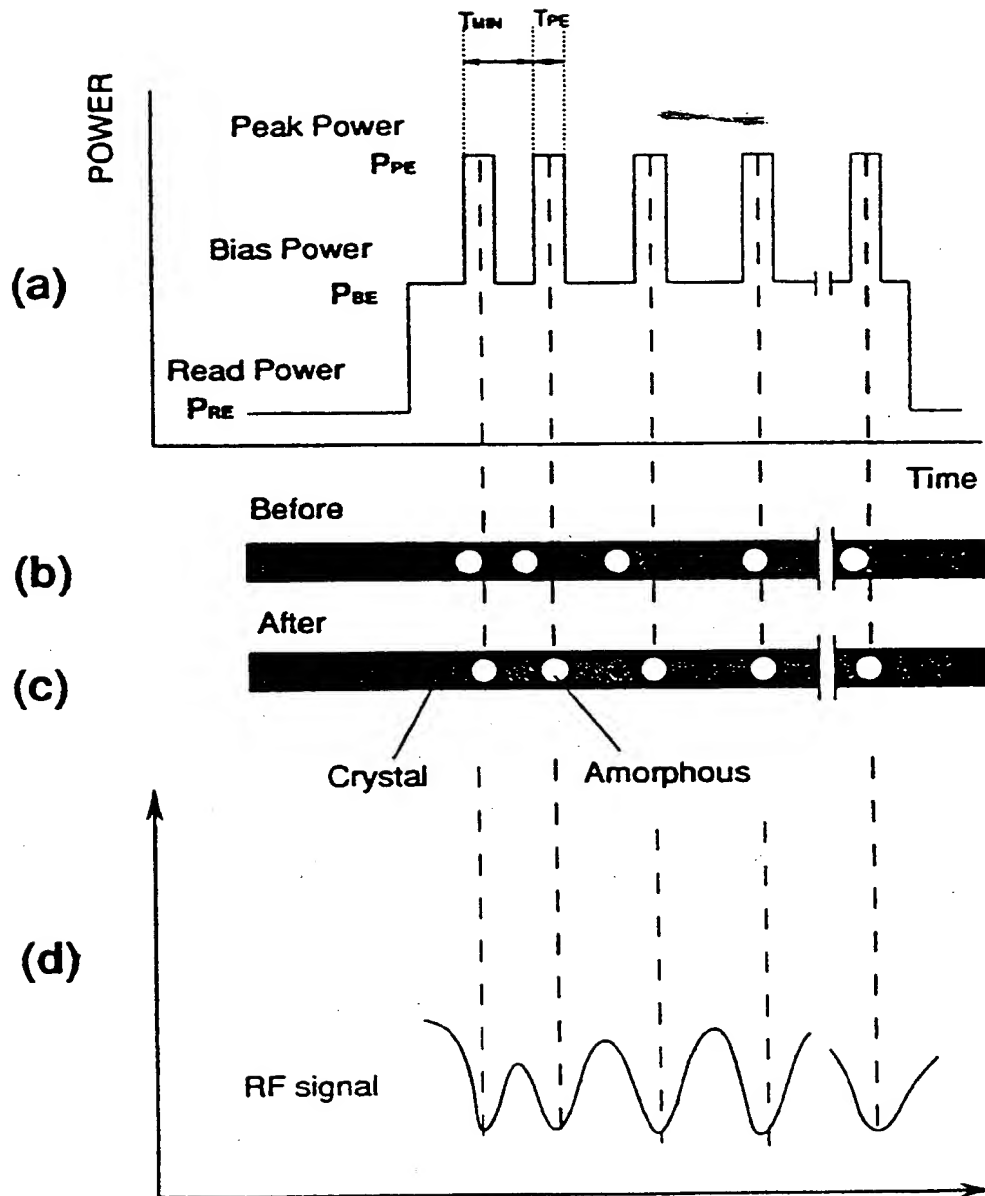 TMIN TPE
POWER
Peak Power
PPE
Bias Power
(a)
PBE
Read Power
PRE
Time
Before
(b)
After
(c)
Crystal Amorphous
(d)
RF signal